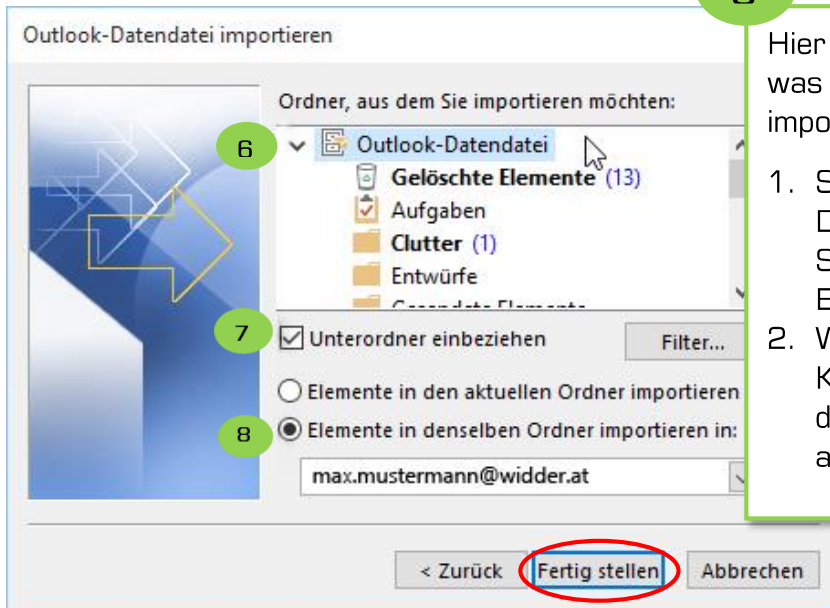 Outlook-Datendatei importieren
Ordner, aus dem Sie importieren möchten:
6
Outlook-Datendatei
Gelöschte Elemente (13)
Aufgaben
Clutter (1)
Entwürfe
7
Unterordner einbeziehen
Filter...
Elemente in den aktuellen Ordner importieren
8
Elemente in denselben Ordner importieren in:
max.mustermann@widder.at
< Zurück
Fertig stellen
Abbrechen
Hier
was
impo
1. S
D
S
E
2. W
K
d
a